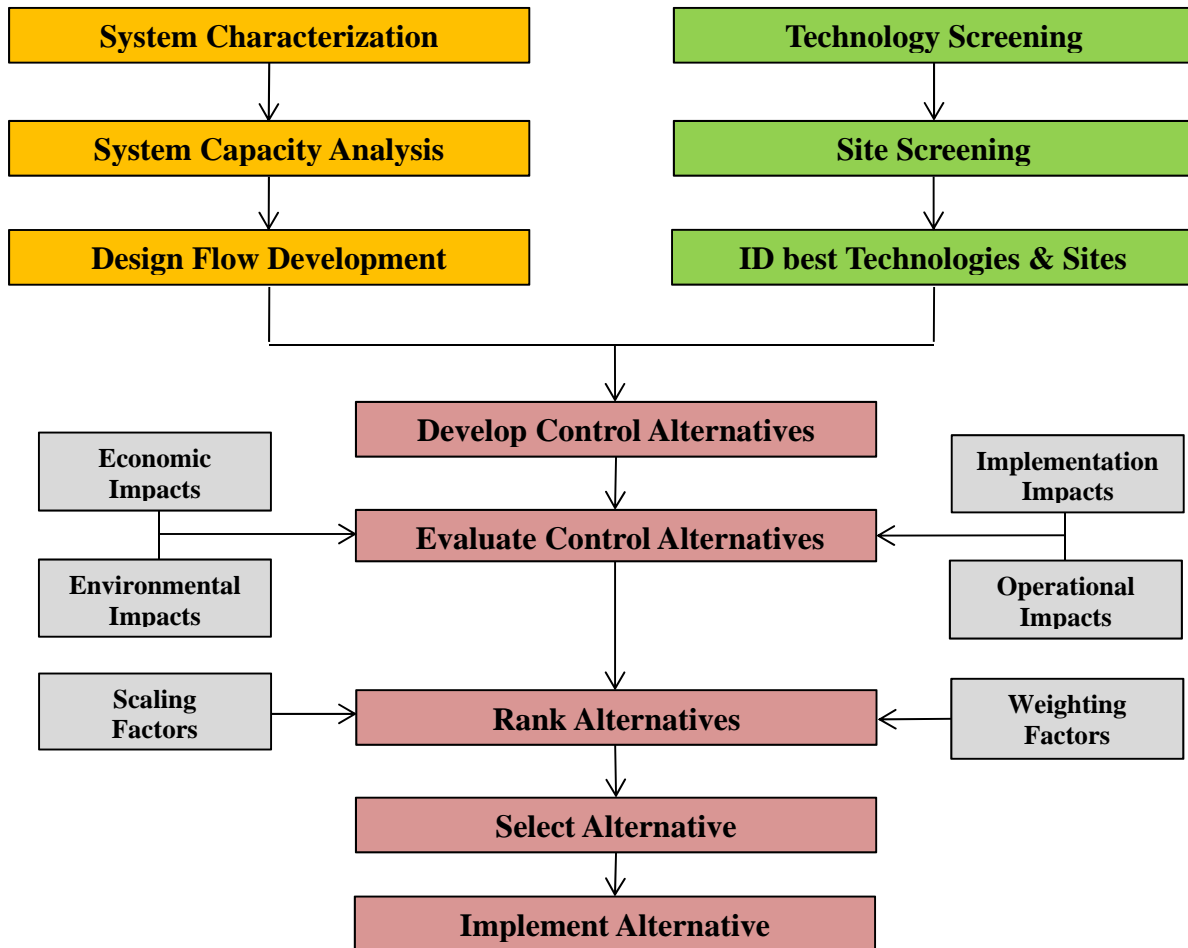 System Characterization
Technology Screening
System Capacity Analysis
Site Screening
Design Flow Development
ID best Technologies & Sites
Develop Control Alternatives
Economic
Impacts
Implementation
Impacts
Evaluate Control Alternatives
Environmental
Impacts
Operational
Impacts
Scaling
Factors
Rank Alternatives
Weighting
Factors
Select Alternative
Implement Alternative